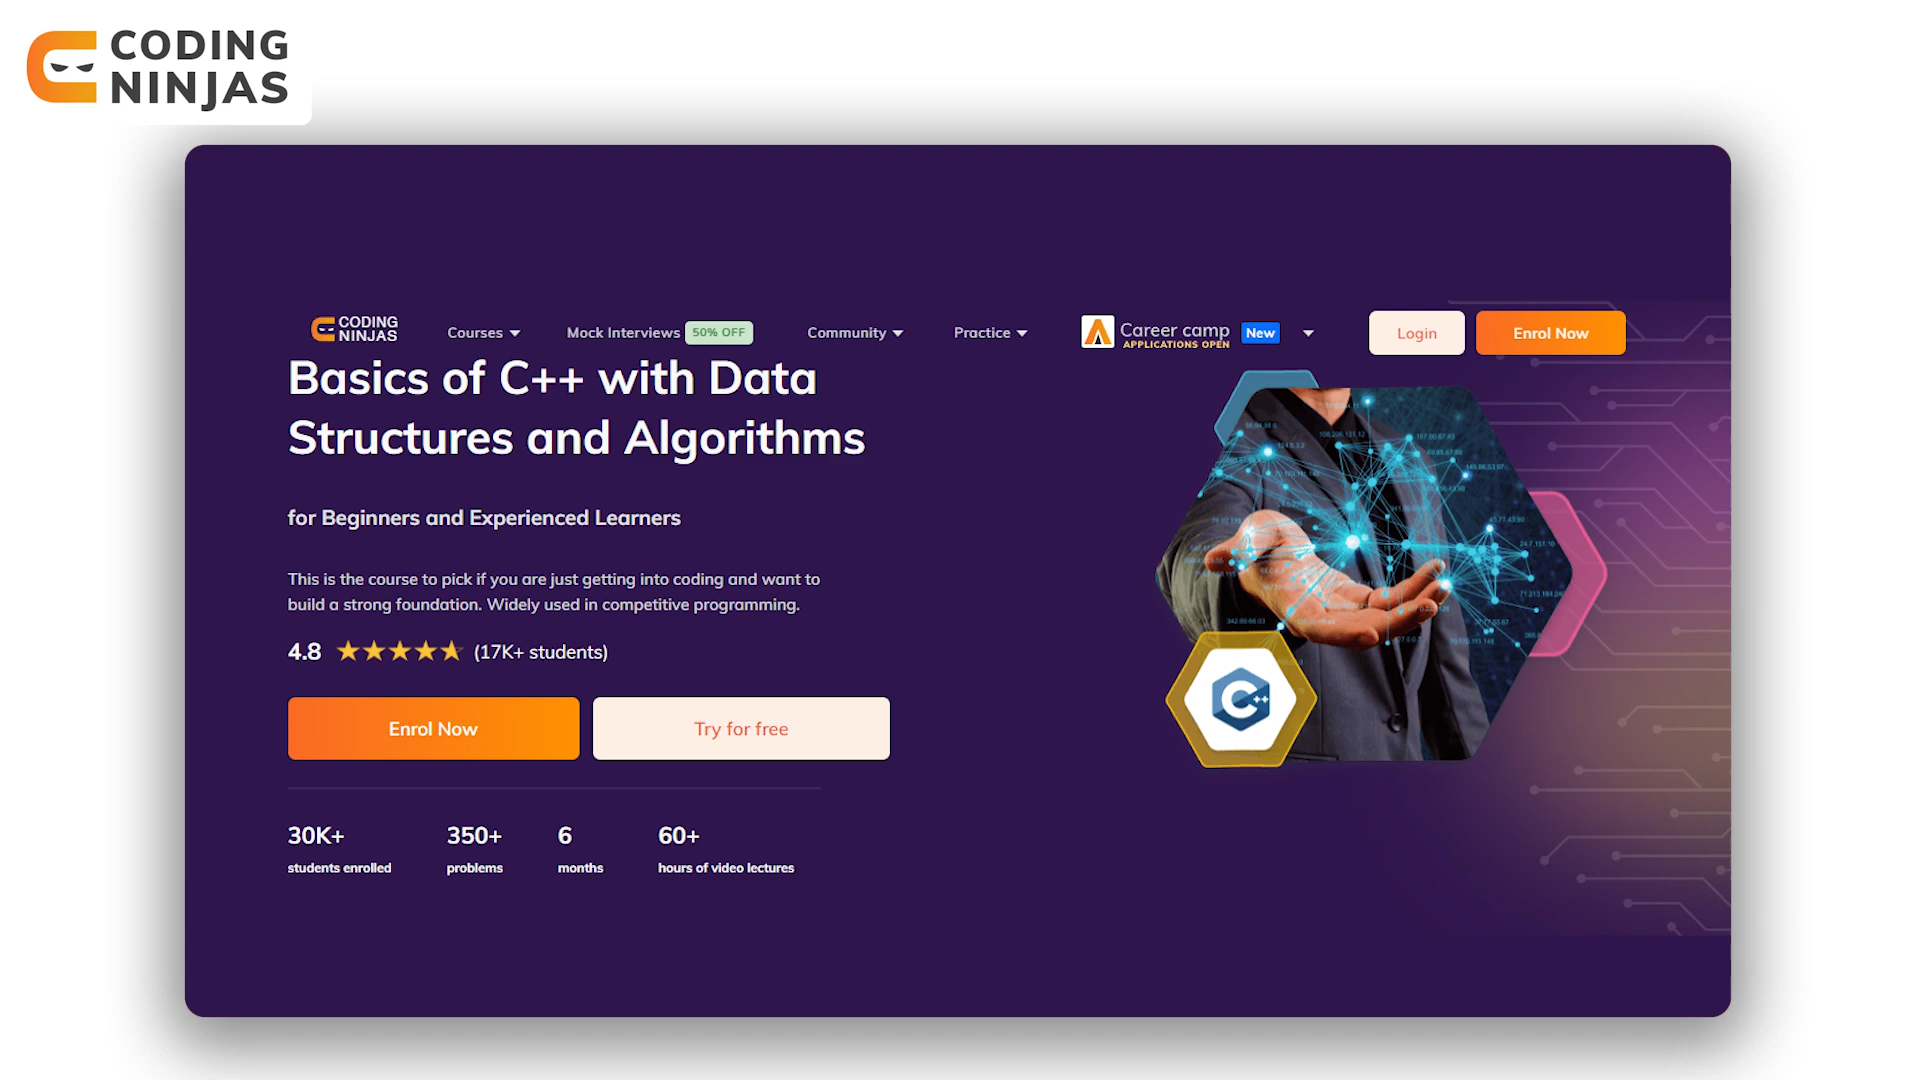 CODING
NINJAS
CODING
NINJAS
Courses
Mock Interviews 50% OFF
Community
Practice
Career camp
APPLICATIONS OPEN
New
Login
Enrol Now
Basics of C++ with Data
Structures and Algorithms
for Beginners and Experienced Learners
This is the course to pick if you are just getting into coding and want to
build a strong foundation. Widely used in competitive programming.
4.8
(17K+ students)
Enrol Now
Try for free
30K+
students enrolled
350+
problems
6
months
60+
hours of video lectures
C++